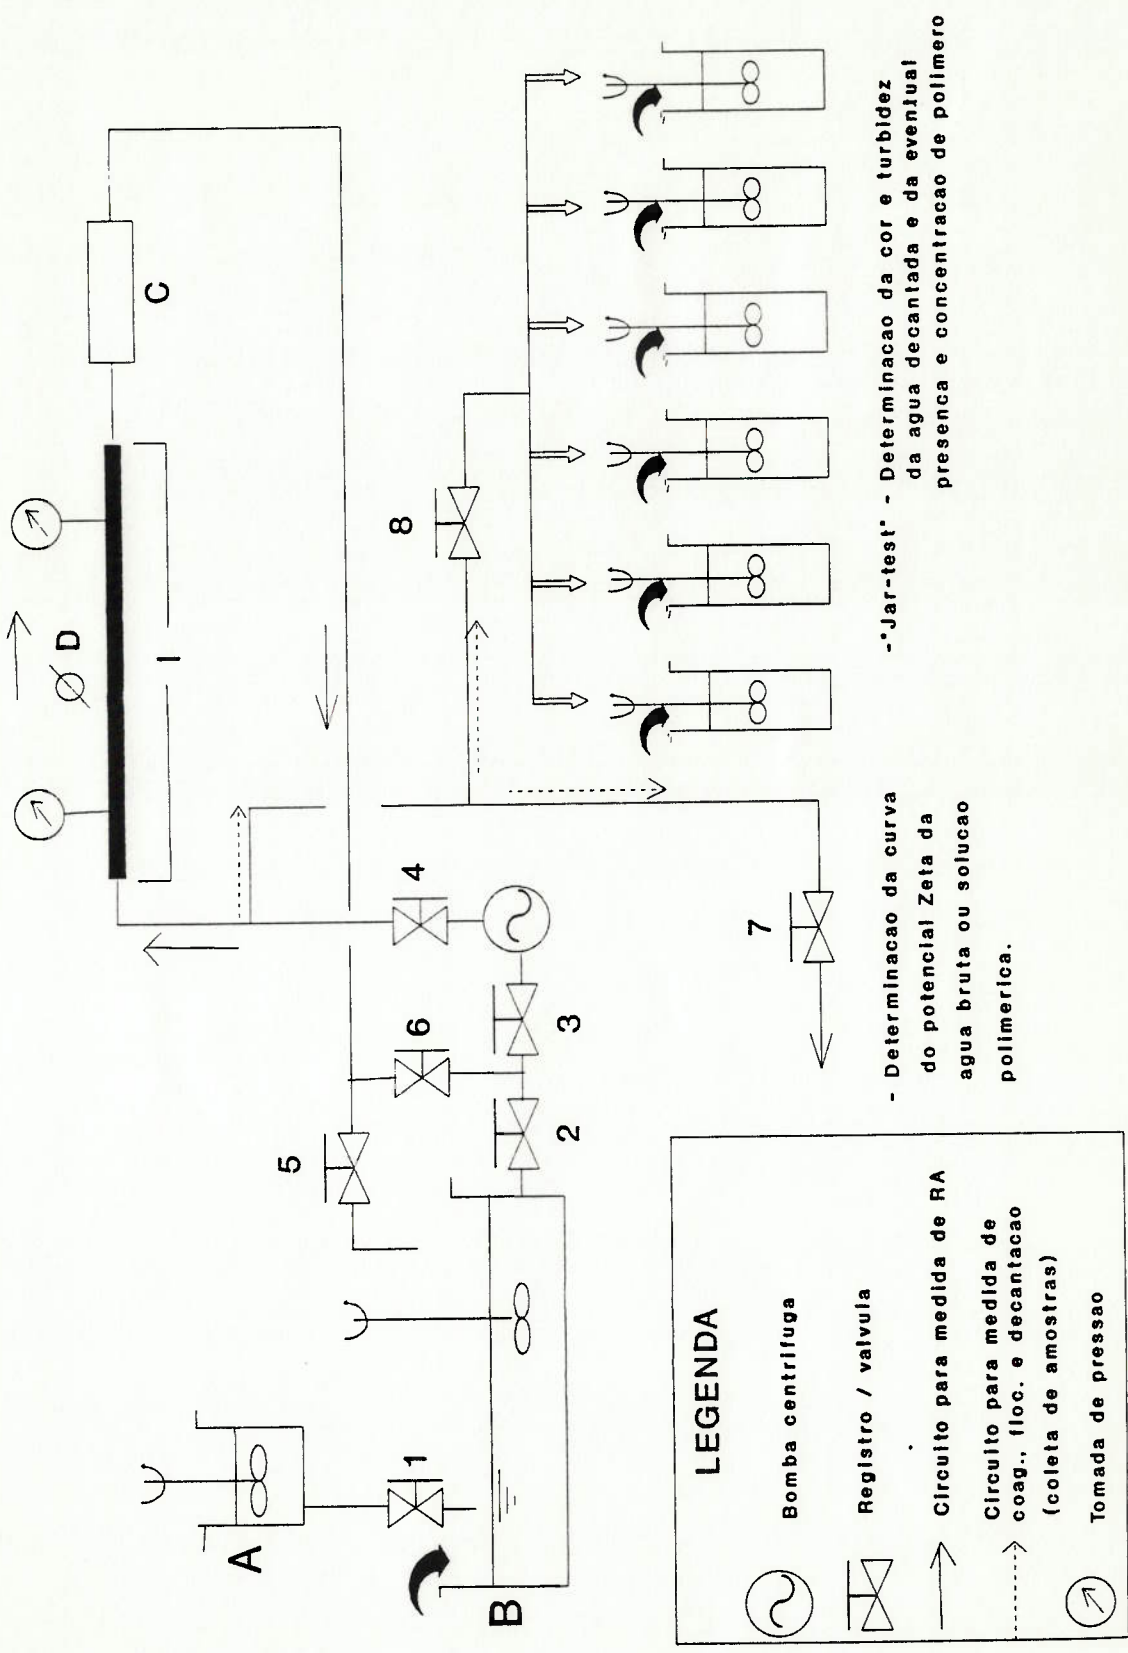 A
B
1
2
3
4
5
6
7
8
Ø D
l
C
- Determinacao da curva
do potencial Zeta da
agua bruta ou solucao
polimerica.
-"Jar-test" - Determinacao da cor e turbidez
da agua decantada e da eventual
presenca e concentracao de polimero
LEGENDA
Bomba centrifuga
Registro / valvula
Circuito para medida de RA
Circuito para medida de
coag., floc. e decantacao
(coleta de amostras)
Tomada de pressao